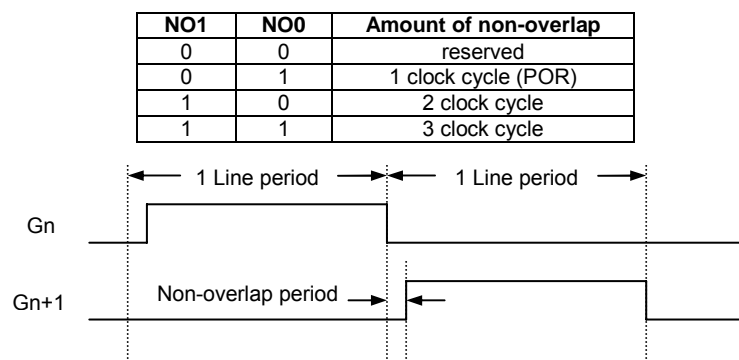 NO1 NO0 Amount of non-overlap
0 0 reserved
0 1 1 clock cycle (POR)
1 0 2 clock cycle
1 1 3 clock cycle
1 Line period 1 Line period
Gn
Non-overlap period
Gn+1